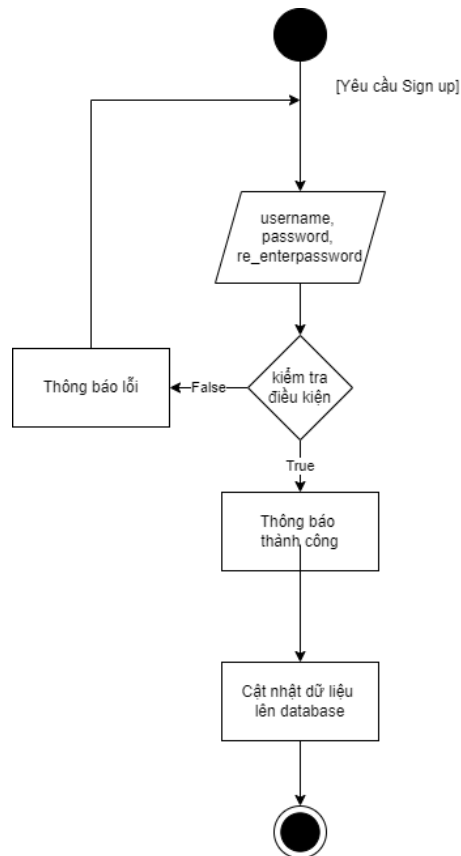 [Yêu cầu Sign up]
username,
password,
re_enterpassword
kiểm tra
điều kiện
False
Thông báo lỗi
True
Thông báo
thành công
Cật nhật dữ liệu
lên database